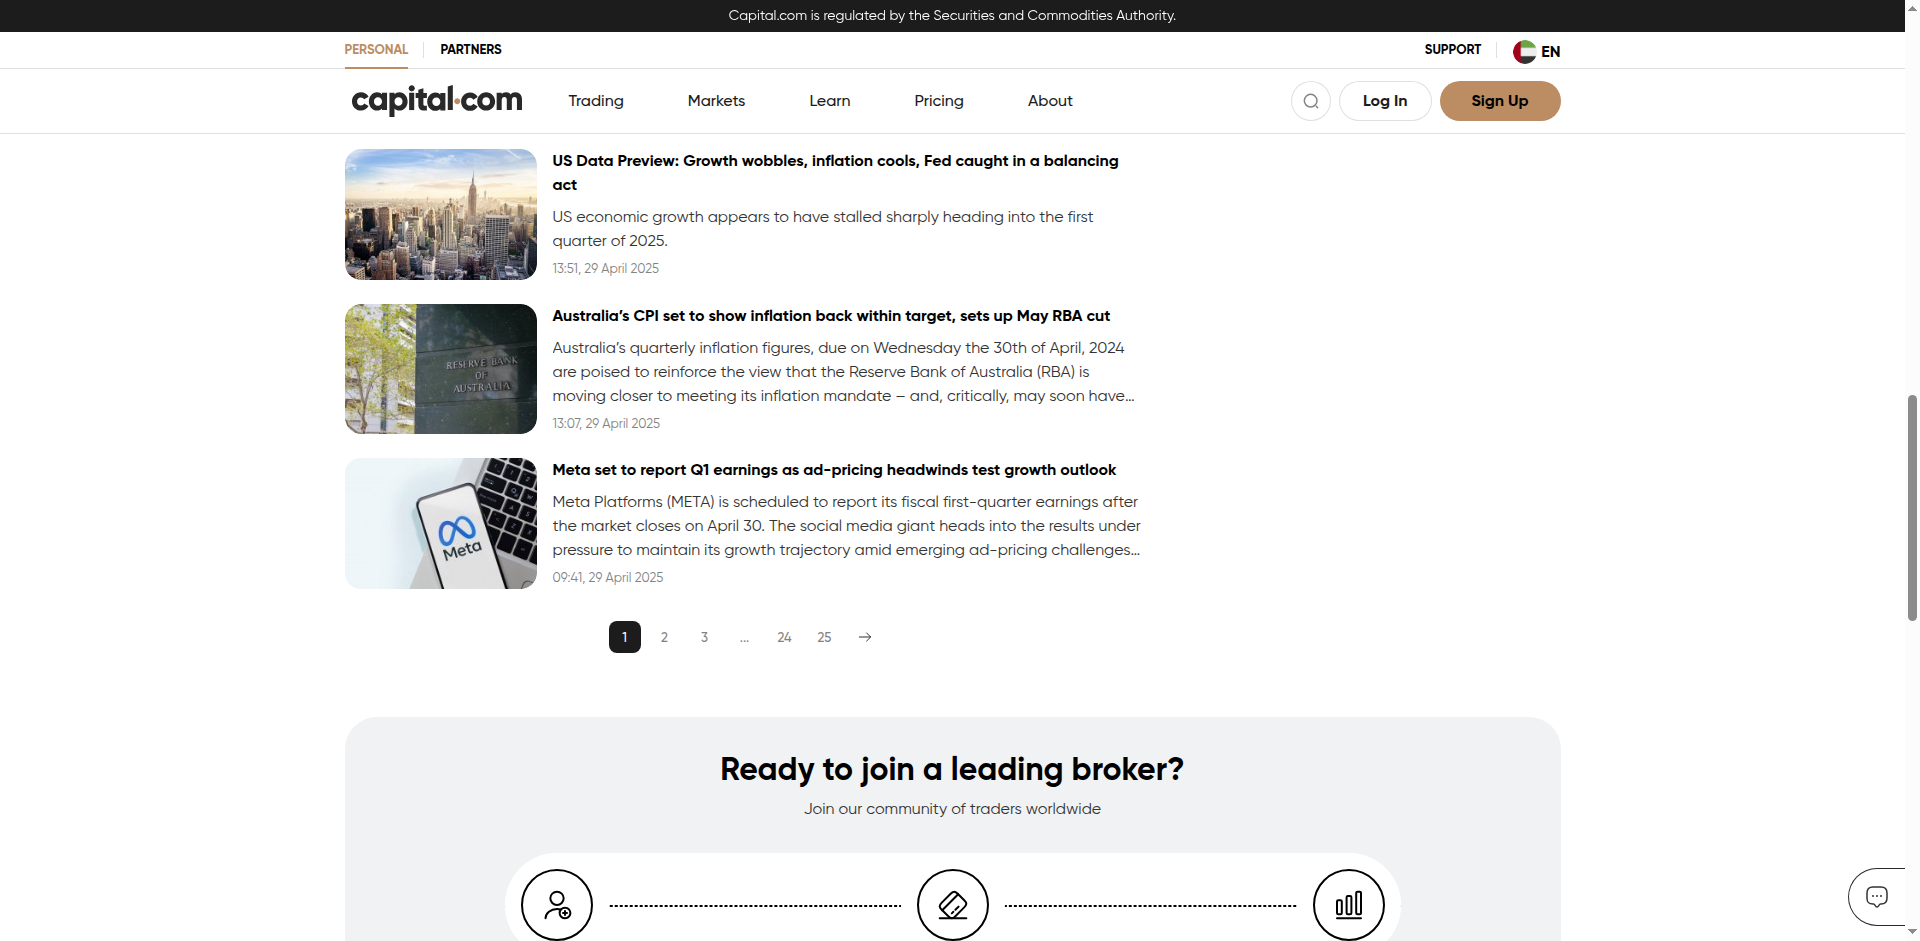 Capital.com is regulated by the Securities and Commodities Authority.
PERSONAL PARTNERS SUPPORT EN
capital.com Trading Markets Learn Pricing About Log In Sign Up
US Data Preview: Growth wobbles, inflation cools, Fed caught in a balancing
act
US economic growth appears to have stalled sharply heading into the first
quarter of 2025.
13:51, 29 April 2025
RESERVE BANK
OF
AUSTRALIA
Australia’s CPI set to show inflation back within target, sets up May RBA cut
Australia’s quarterly inflation figures, due on Wednesday the 30th of April, 2024
are poised to reinforce the view that the Reserve Bank of Australia (RBA) is
moving closer to meeting its inflation mandate – and, critically, may soon have...
13:07, 29 April 2025
Meta
Meta set to report Q1 earnings as ad-pricing headwinds test growth outlook
Meta Platforms (META) is scheduled to report its fiscal first-quarter earnings after
the market closes on April 30. The social media giant heads into the results under
pressure to maintain its growth trajectory amid emerging ad-pricing challenges...
09:41, 29 April 2025
1 2 3 ... 24 25
Ready to join a leading broker?
Join our community of traders worldwide